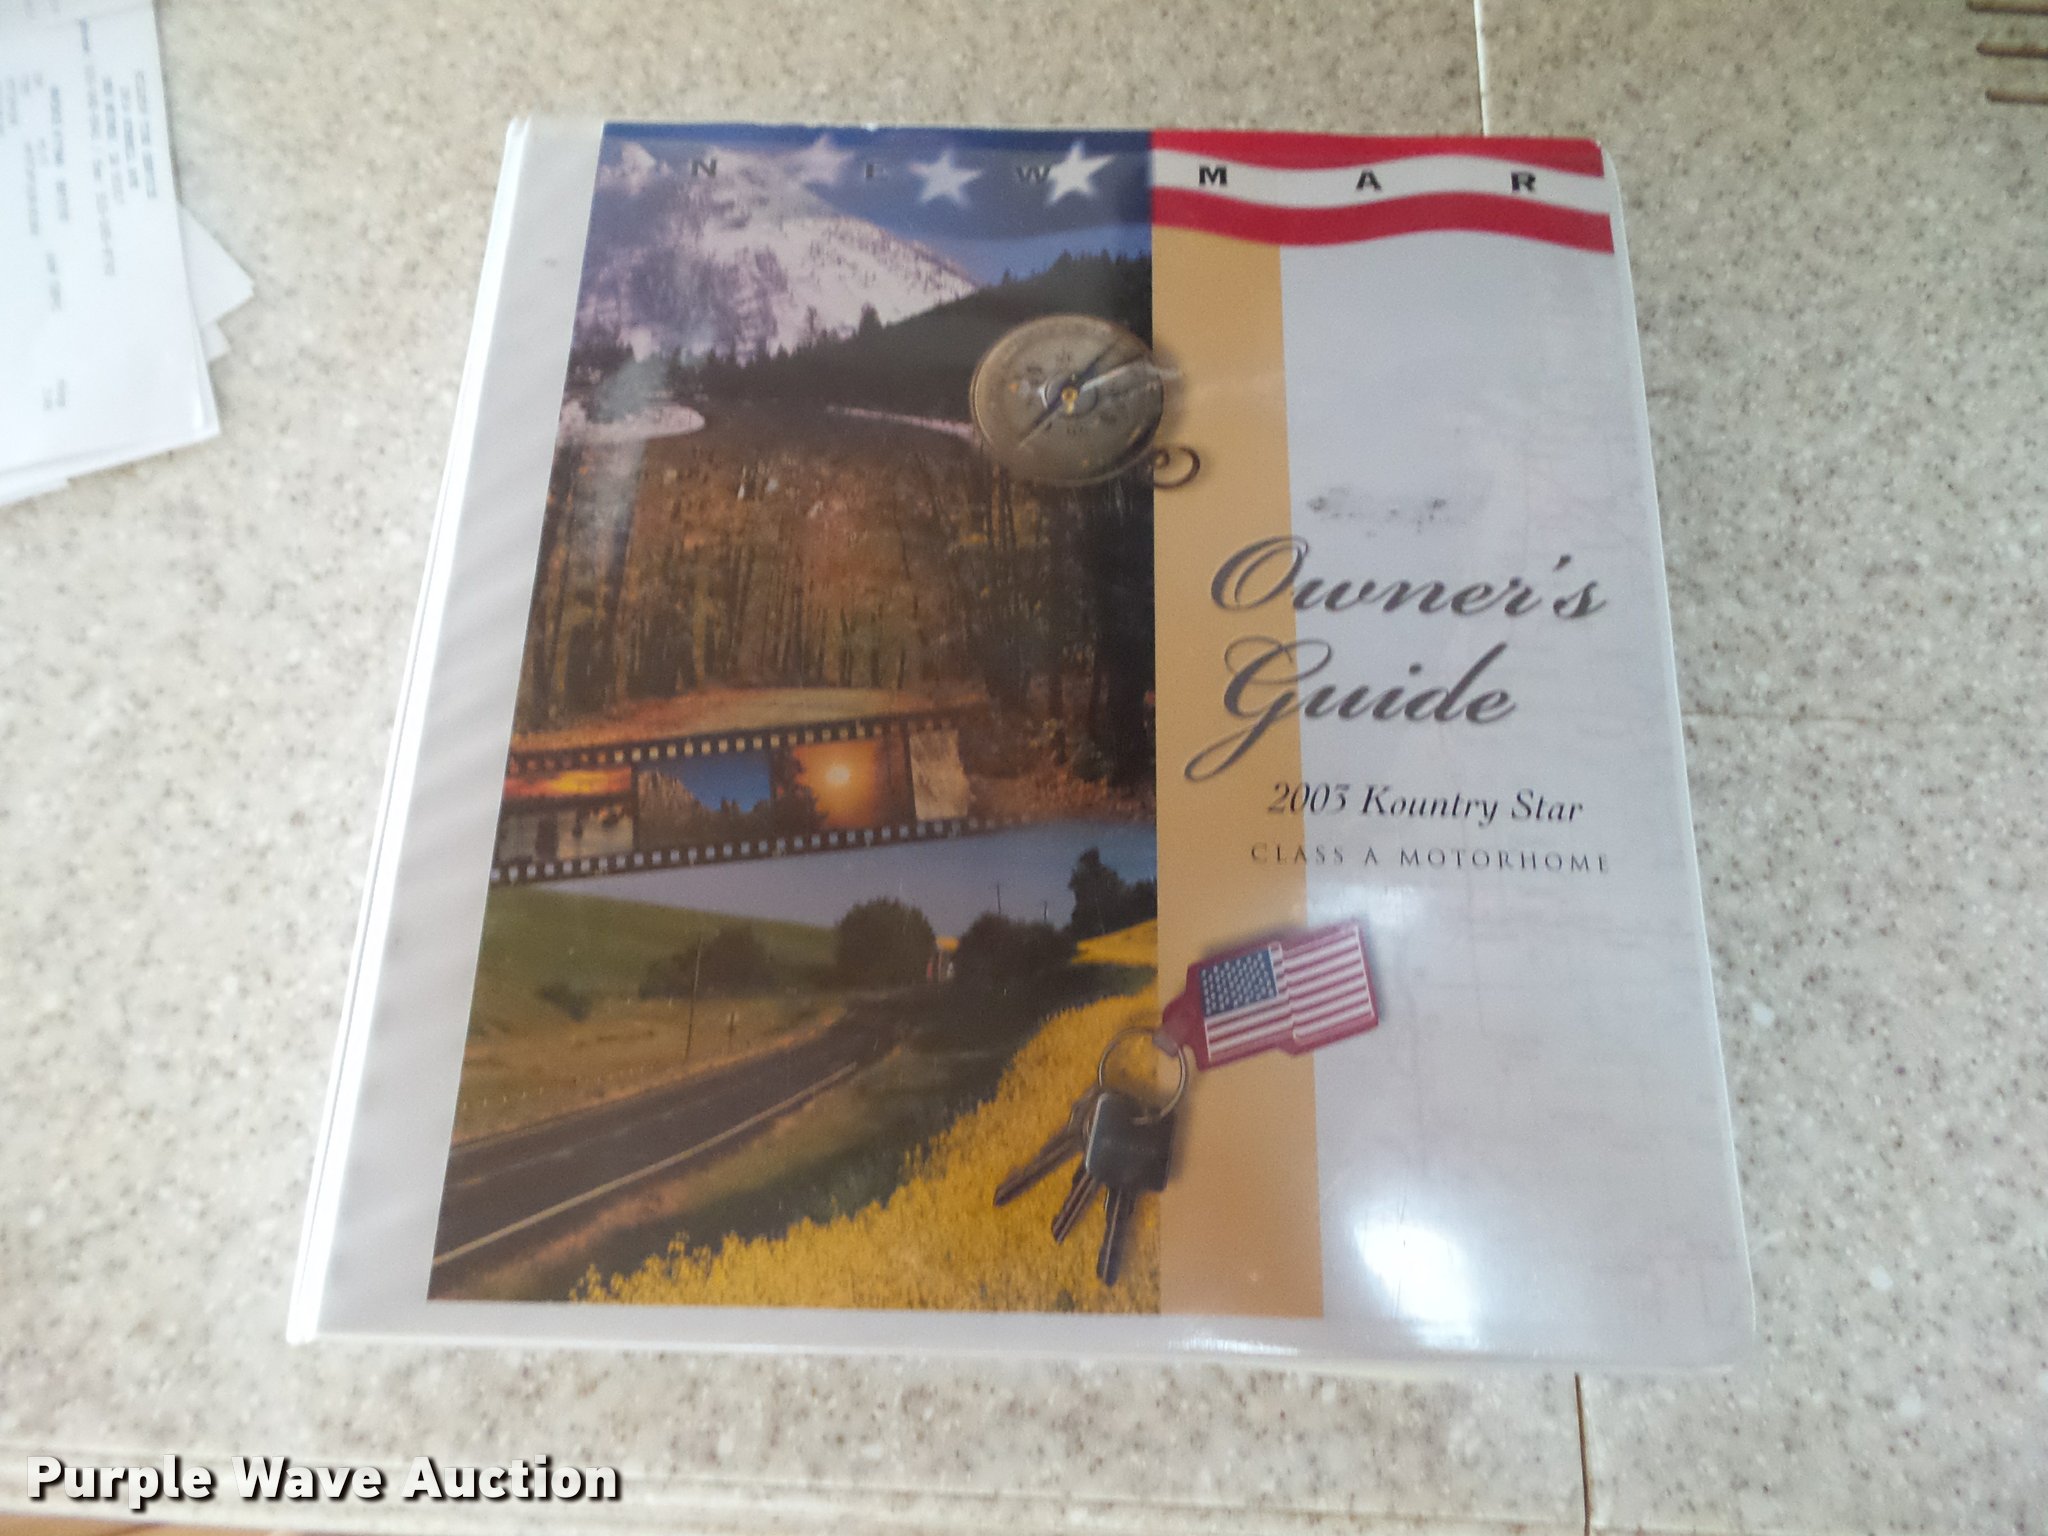 N E W M A R
Owner's
Guide
2003 Kountry Star
CLASS A MOTORHOME
Purple Wave Auction